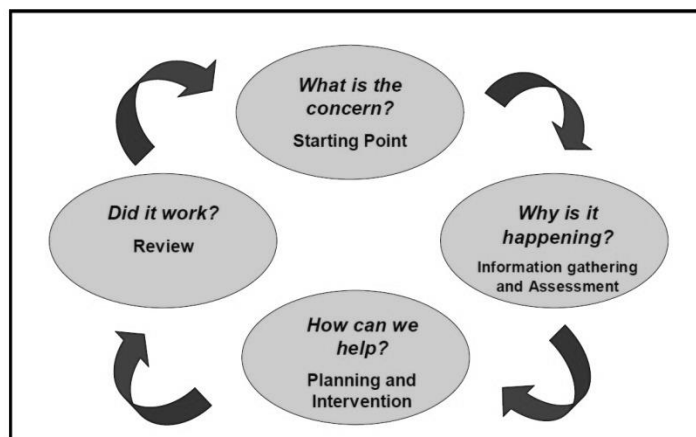 What is the
concern?
Starting Point
Why is it
happening?
Information gathering
and Assessment
How can we
help?
Planning and
Intervention
Did it work?
Review